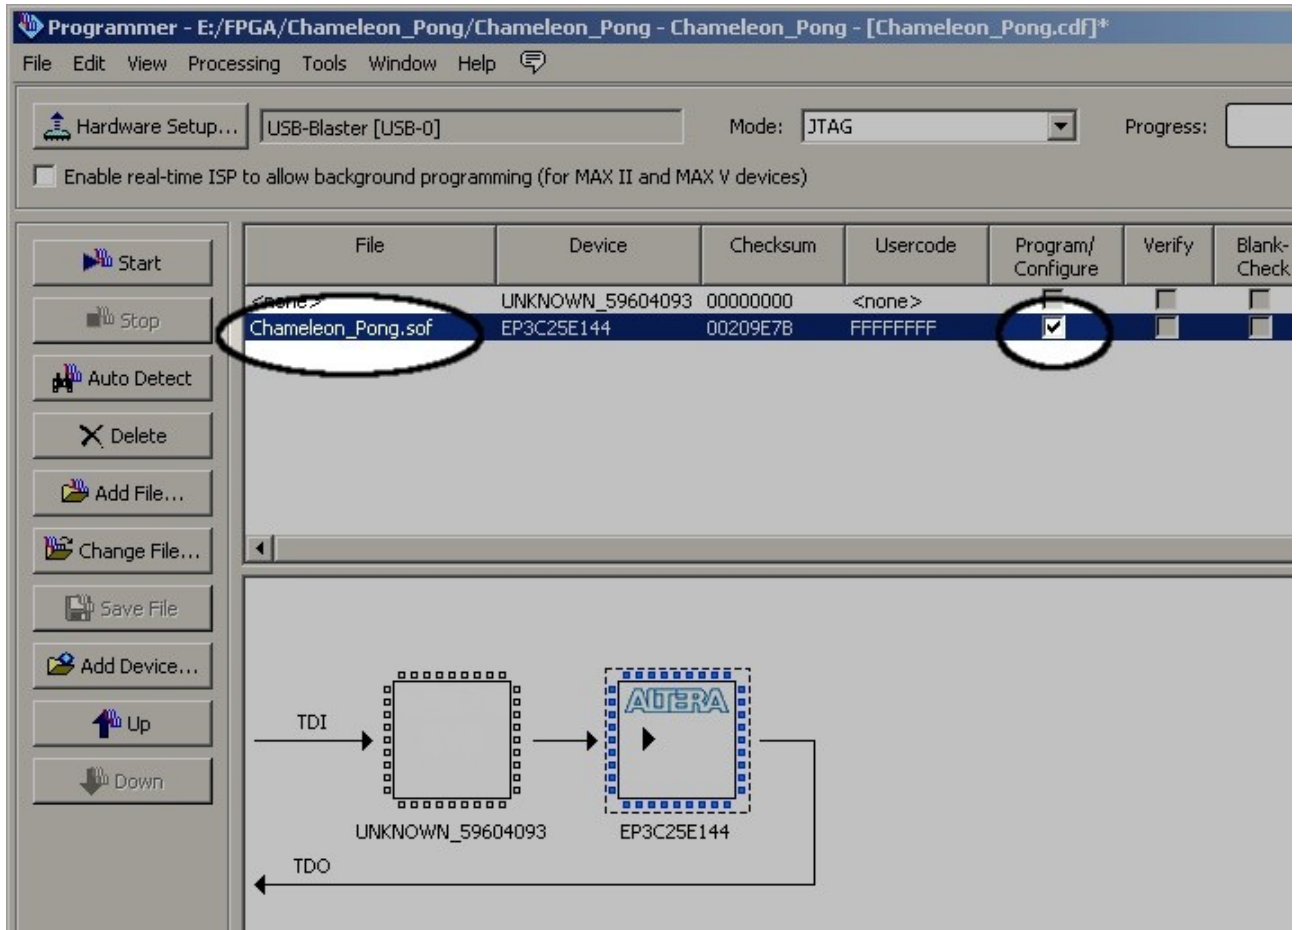 Programmer - E:/FPGA/Chameleon_Pong/Chameleon_Pong - Chameleon_Pong - [Chameleon_Pong.cdf]*
File Edit View Processing Tools Window Help
Hardware Setup... USB-Blaster [USB-0] Mode: JTAG Progress:
Enable real-time ISP to allow background programming (for MAX II and MAX V devices)
File Device Checksum Usercode Program/ Configure Verify Blank- Check
<none> UNKNOWN_59604093 00000000 <none>
Chameleon_Pong.sof EP3C25E144 00209E7B FFFFFFFF
Start
Stop
Auto Detect
Delete
Add File...
Change File...
Save File
Add Device...
Up
Down
TDI
ALTERA
UNKNOWN_59604093 EP3C25E144
TDO